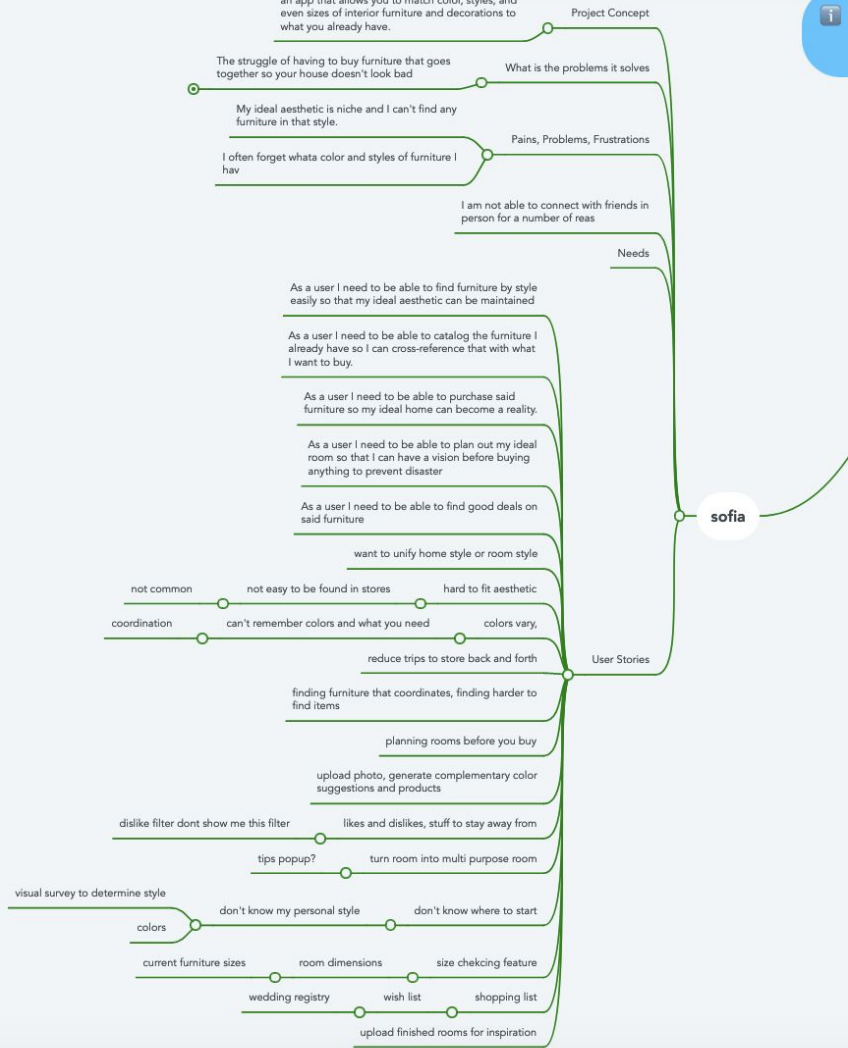 an app that allows you to match color, styles, and
even sizes of interior furniture and decorations to
what you already have.
Project Concept
The struggle of having to buy furniture that goes
together so your house doesn't look bad
What is the problems it solves
My ideal aesthetic is niche and I can't find any
furniture in that style.
Pains, Problems, Frustrations
I often forget whata color and styles of furniture I
hav
I am not able to connect with friends in
person for a number of reas
Needs
As a user I need to be able to find furniture by style
easily so that my ideal aesthetic can be maintained
As a user I need to be able to catalog the furniture I
already have so I can cross-reference that with what
I want to buy.
As a user I need to be able to purchase said
furniture so my ideal home can become a reality.
As a user I need to be able to plan out my ideal
room so that I can have a vision before buying
anything to prevent disaster
As a user I need to be able to find good deals on
said furniture
sofia
want to unify home style or room style
not common
not easy to be found in stores
hard to fit aesthetic
coordination
can't remember colors and what you need
colors vary,
reduce trips to store back and forth
User Stories
finding furniture that coordinates, finding harder to
find items
planning rooms before you buy
upload photo, generate complementary color
suggestions and products
dislike filter dont show me this filter
likes and dislikes, stuff to stay away from
tips popup?
turn room into multi purpose room
visual survey to determine style
colors
don't know my personal style
don't know where to start
current furniture sizes
room dimensions
size chekcing feature
wedding registry
wish list
shopping list
upload finished rooms for inspiration